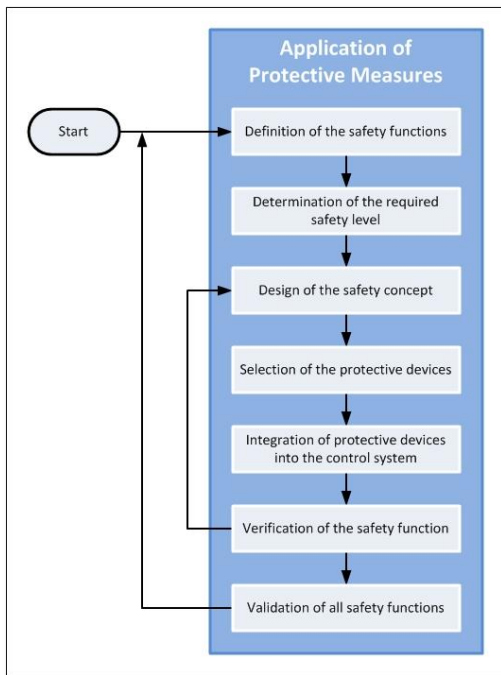 Application of
Protective Measures
Start
Definition of the safety functions
Determination of the required
safety level
Design of the safety concept
Selection of the protective devices
Integration of protective devices
into the control system
Verification of the safety function
Validation of all safety functions